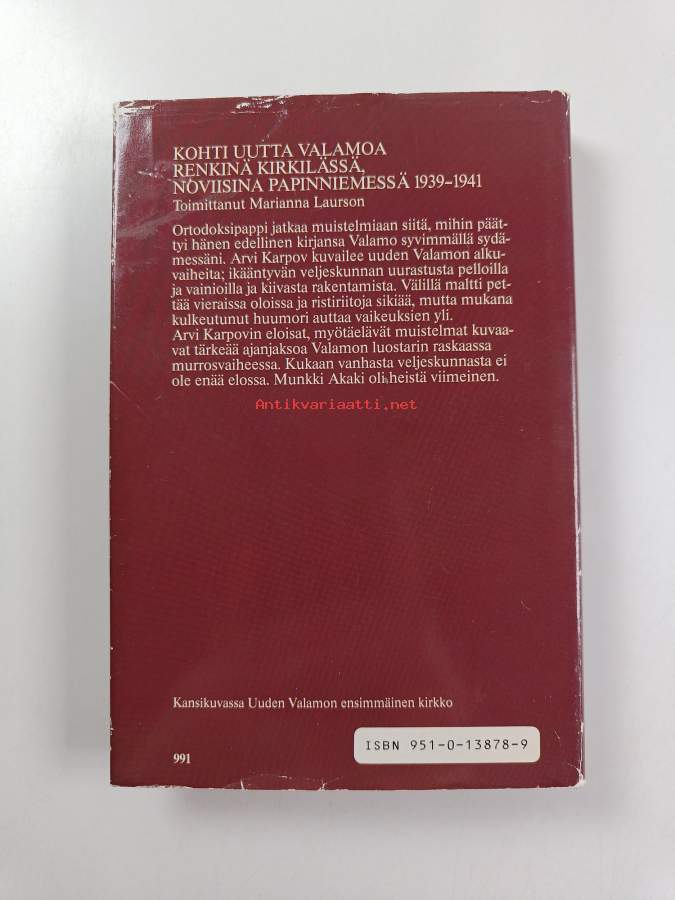 KOHTI UUTTA VALAMOA
RENKINÄ KIRKILÄSSÄ,
NOVIISINA PAPINNIEMESSÄ 1939–1941
Toimittanut Marianna Laurson
Ortodoksipappi jatkaa muistelmiaan siitä, mihin päät-
tyi hänen edellinen kirjansa Valamo syvimmällä sydä-
messäni. Arvi Karpov kuvailee uuden Valamon alku-
vaiheita; ikääntyvän veljeskunnan uurastusta pelloilla
ja vainioilla ja kiivasta rakentamista. Välillä maltti pet-
tää vieraissa oloissa ja ristiriitoja sikiää, mutta mukana
kulkeutunut huumori auttaa vaikeuksien yli.
Arvi Karpovin eloisat, myötäelävät muistelmat kuvaa-
vat tärkeää ajanjaksoa Valamon luostarin raskaassa
murrosvaiheessa. Kukaan vanhasta veljeskunnasta ei
ole enää elossa. Munkki Akaki oli heistä viimeinen.
Antikvariaatti.net
Kansikuvassa Uuden Valamon ensimmäinen kirkko
991
ISBN 951-0-13878-9